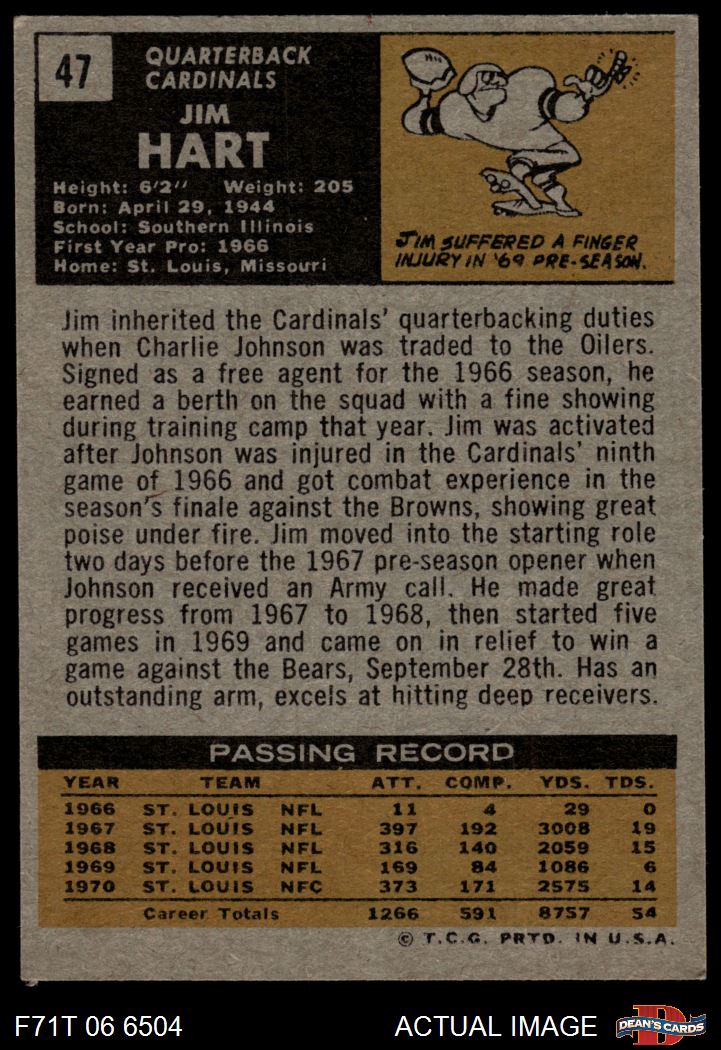 47
QUARTERBACK
CARDINALS
JIM
HART
Height: 6'2" Weight: 205
Born: April 29, 1944
School: Southern Illinois
First Year Pro: 1966
Home: St. Louis, Missouri
JIM SUFFERED A FINGER
INJURY IN '69 PRE-SEASON.
Jim inherited the Cardinals' quarterbacking duties
when Charlie Johnson was traded to the Oilers.
Signed as a free agent for the 1966 season, he
earned a berth on the squad with a fine showing
during training camp that year. Jim was activated
after Johnson was injured in the Cardinals' ninth
game of 1966 and got combat experience in the
season's finale against the Browns, showing great
poise under fire. Jim moved into the starting role
two days before the 1967 pre-season opener when
Johnson received an Army call. He made great
progress from 1967 to 1968, then started five
games in 1969 and came on in relief to win a
game against the Bears, September 28th. Has an
outstanding arm, excels at hitting deep receivers.
PASSING RECORD
YEAR TEAM ATT. COMP. YDS. TDS.
1966 ST. LOUIS NFL 11 4 29 0
1967 ST. LOUIS NFL 397 192 3008 19
1968 ST. LOUIS NFL 316 140 2059 15
1969 ST. LOUIS NFL 169 84 1086 6
1970 ST. LOUIS NFC 373 171 2575 14
Career Totals 1266 591 8757 54
© T.C.G. PRTD. IN U.S.A.
F71T 06 6504 ACTUAL IMAGE DEAN'S CARDS